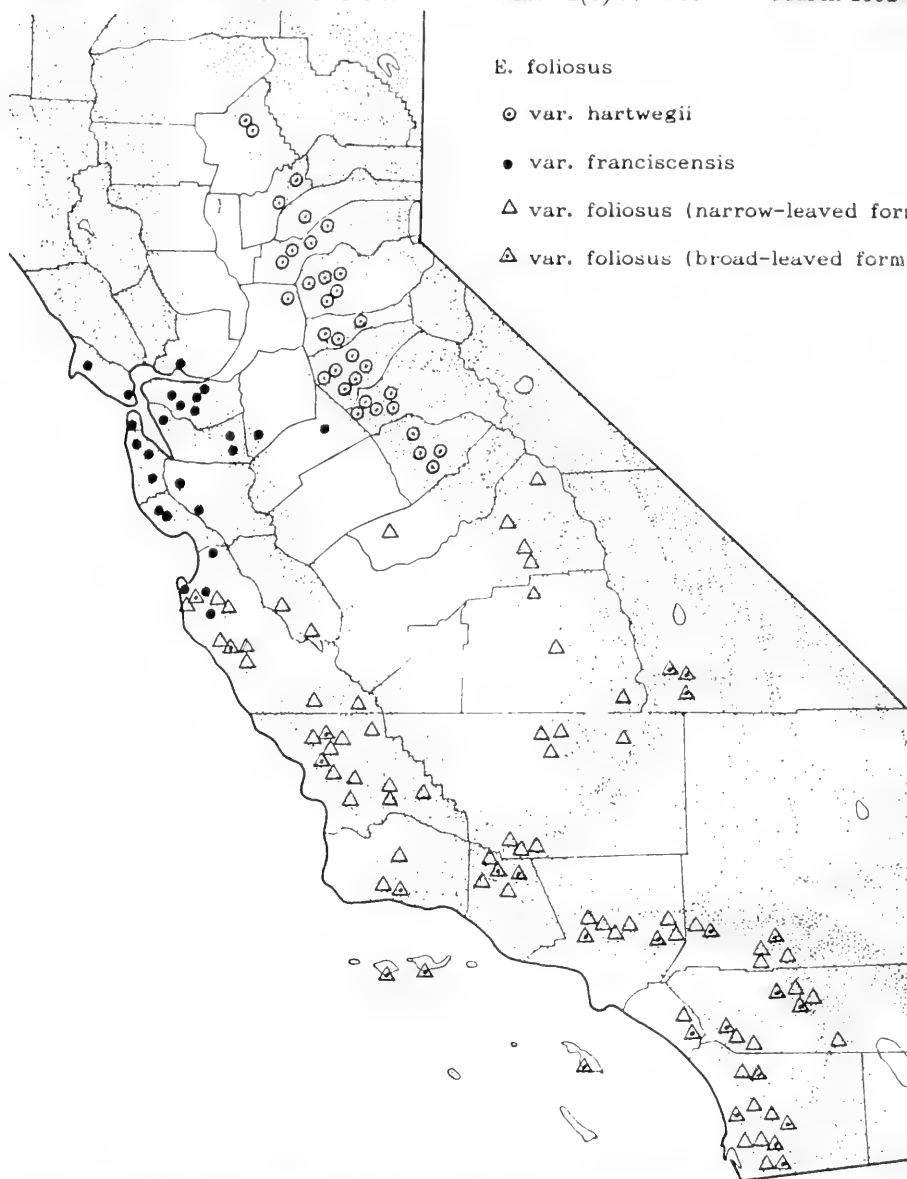 E. foliosus
⊙ var. hartwegii
● var. franciscensis
△ var. foliosus (narrow-leaved form
◬ var. foliosus (broad-leaved form